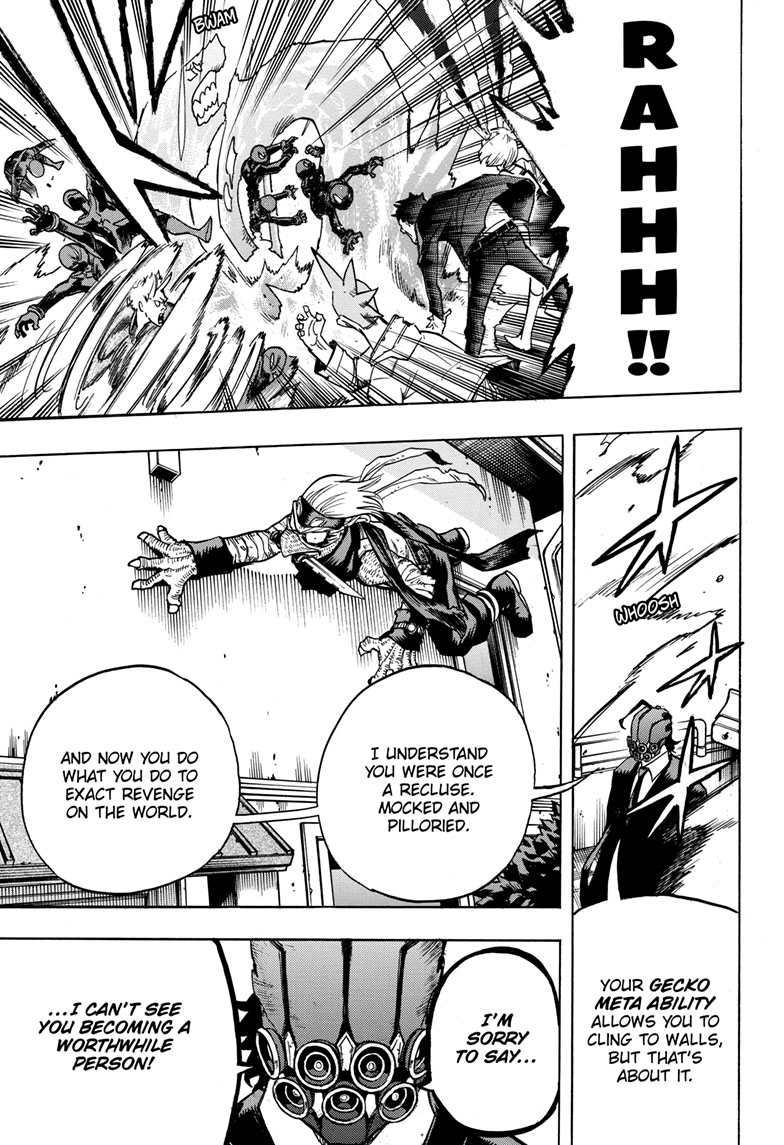 RAHHH!!
BWAM
WHOOSH
YOUR GECKO
META ABILITY
ALLOWS YOU TO
CLING TO WALLS,
BUT THAT'S
ABOUT IT.
I UNDERSTAND
YOU WERE ONCE
A RECLUSE.
MOCKED AND
PILLORIED.
AND NOW YOU DO
WHAT YOU DO TO
EXACT REVENGE
ON THE WORLD.
I'M
SORRY
TO SAY...
...I CAN'T SEE
YOU BECOMING A
WORTHWHILE
PERSON!